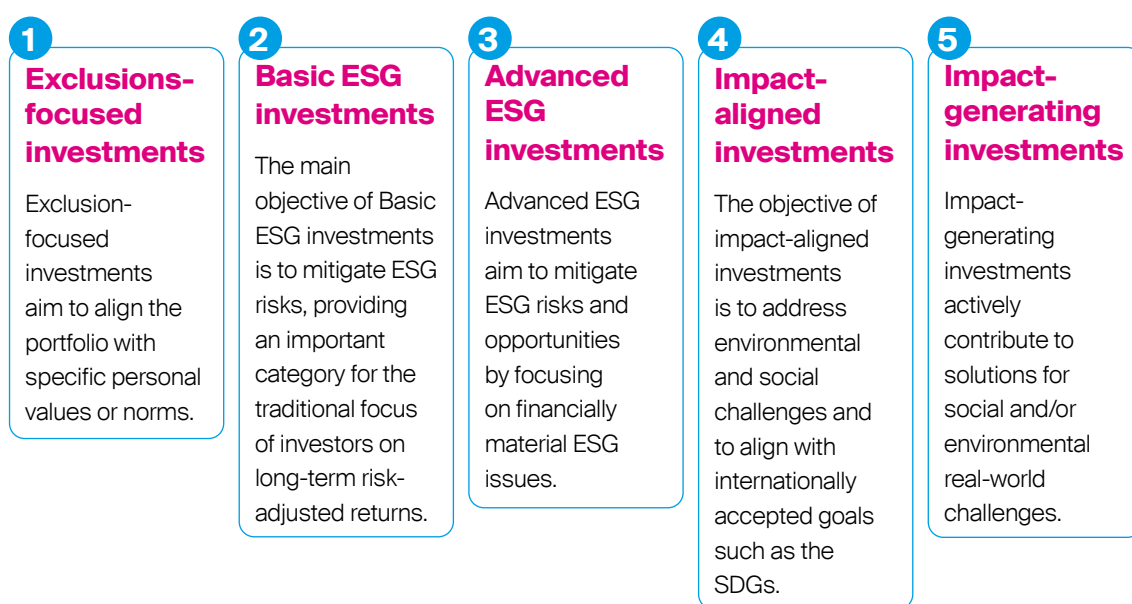 1
Exclusions-
focused
investments
Exclusion-
focused
investments
aim to align the
portfolio with
specific personal
values or norms.
2
Basic ESG
investments
The main
objective of Basic
ESG investments
is to mitigate ESG
risks, providing
an important
category for the
traditional focus
of investors on
long-term risk-
adjusted returns.
3
Advanced
ESG
investments
Advanced ESG
investments
aim to mitigate
ESG risks and
opportunities
by focusing
on financially
material ESG
issues.
4
Impact-
aligned
investments
The objective of
impact-aligned
investments
is to address
environmental
and social
challenges and
to align with
internationally
accepted goals
such as the
SDGs.
5
Impact-
generating
investments
Impact-
generating
investments
actively
contribute to
solutions for
social and/or
environmental
real-world
challenges.